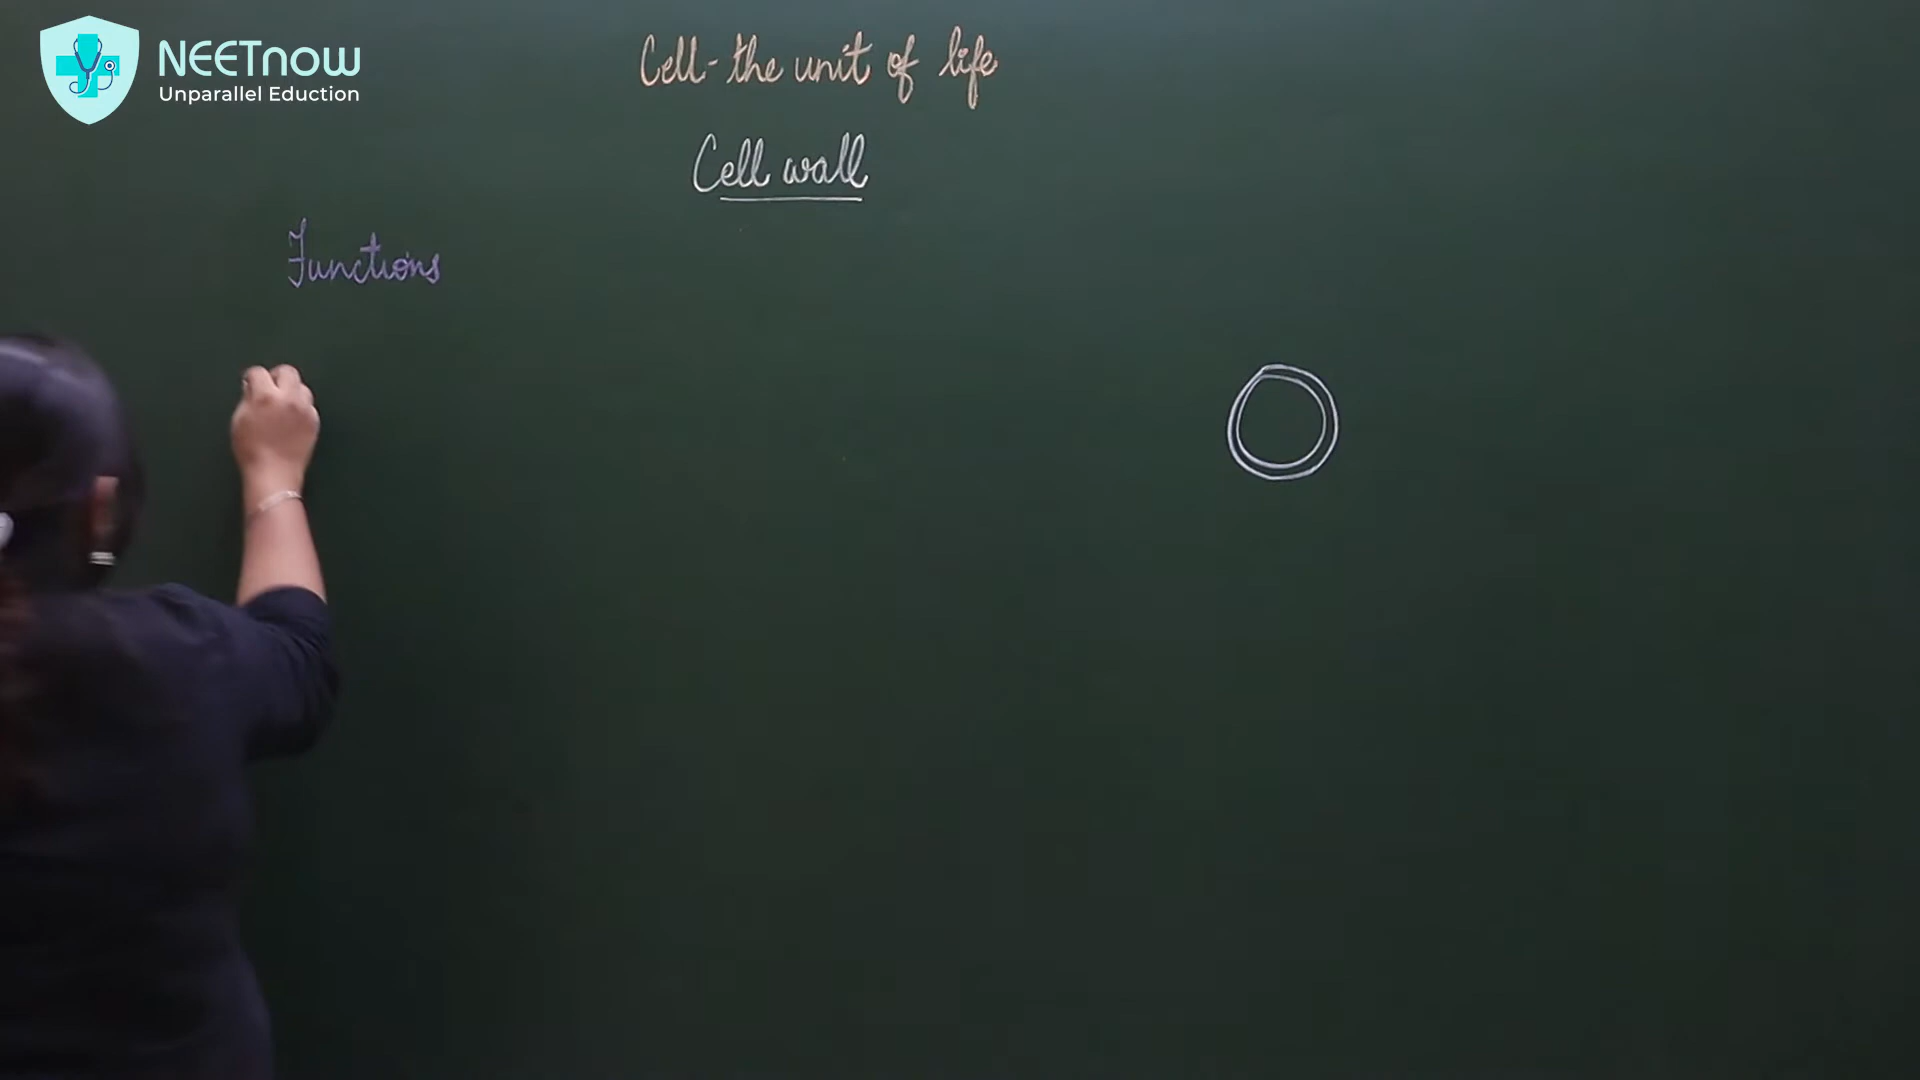 NEETnow
Unparallel Eduction
Cell-the unit of life
Cell wall
Functions